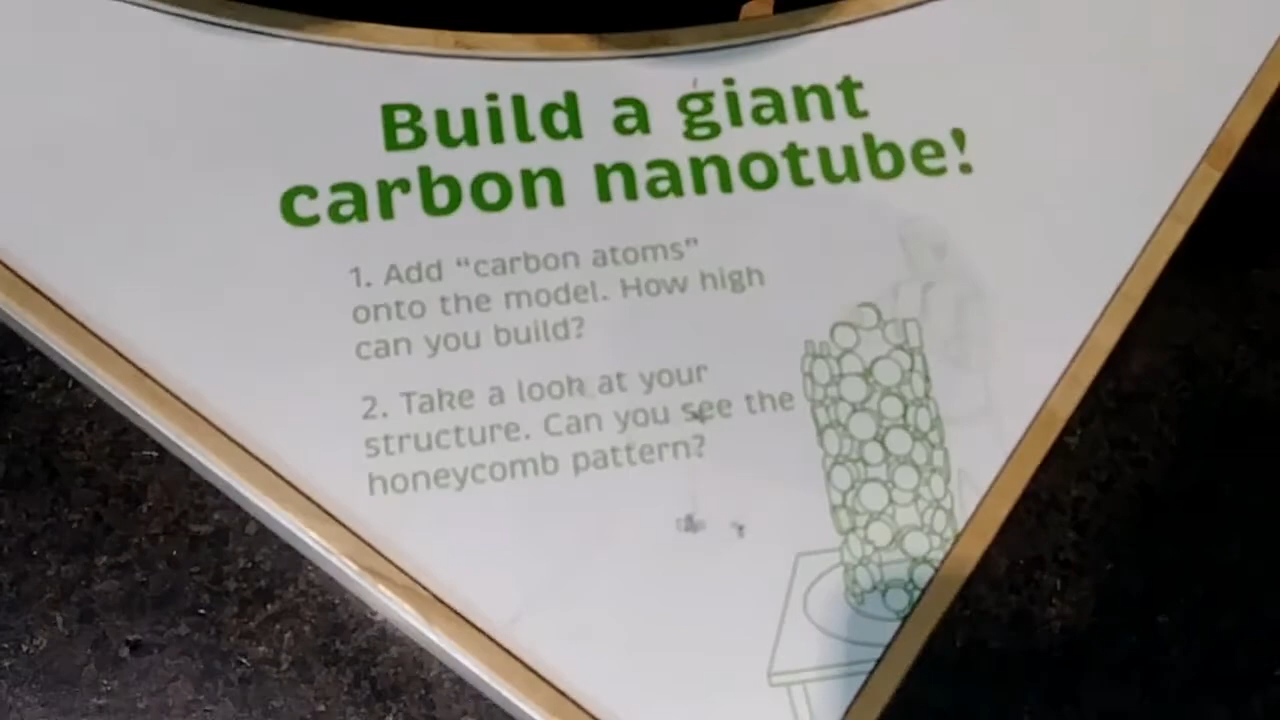 Build a giant
carbon nanotube!
1. Add “carbon atoms”
onto the model. How high
can you build?
2. Take a look at your
structure. Can you see the
honeycomb pattern?